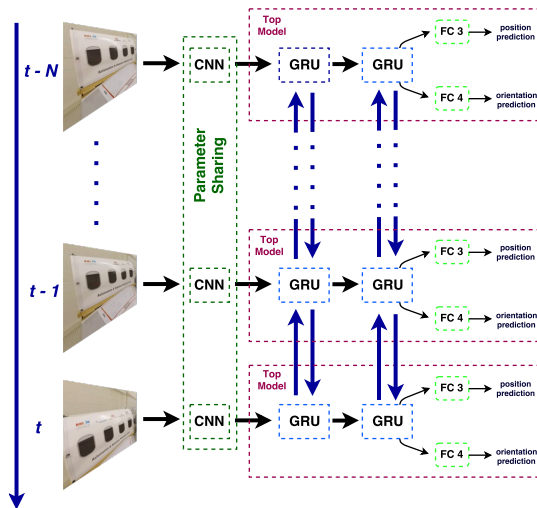 Top
Model
t - N
CNN
GRU
GRU
FC 3
position
prediction
FC 4
orientation
prediction
Parameter
Sharing
Top
Model
t - 1
CNN
GRU
GRU
FC 3
position
prediction
FC 4
orientation
prediction
Top
Model
t
CNN
GRU
GRU
FC 3
position
prediction
FC 4
orientation
prediction